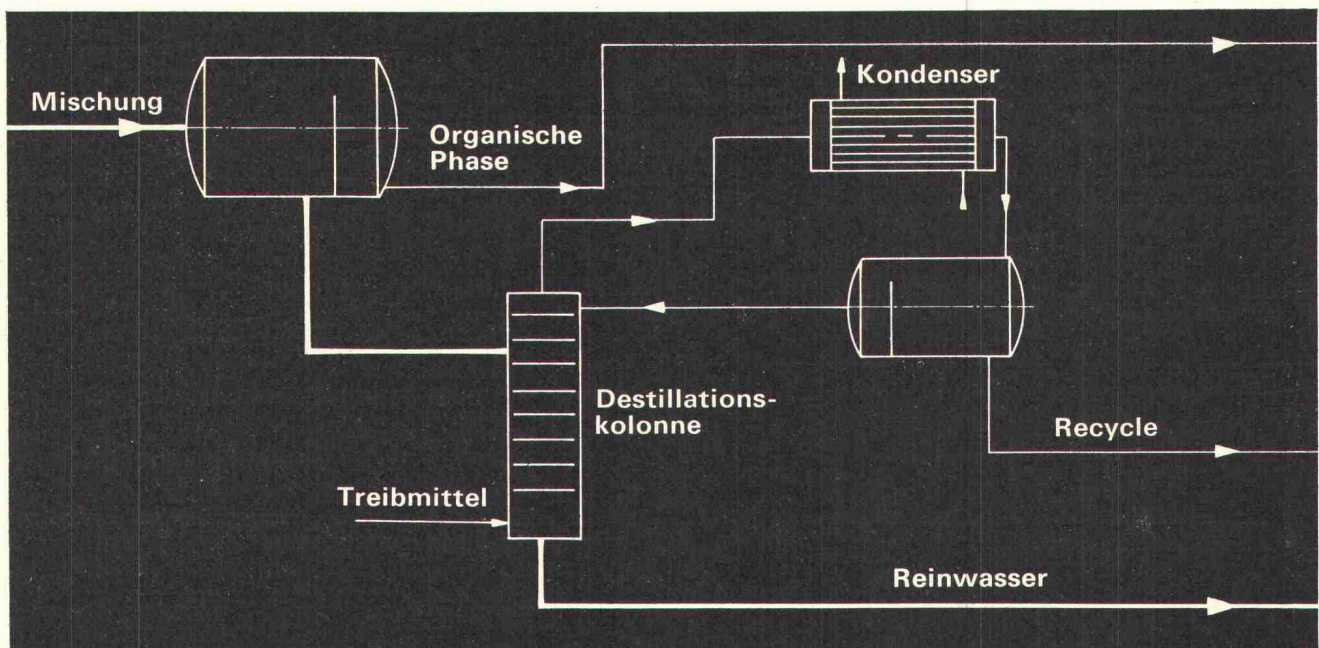 Mischung
Organische
Phase
Kondenser
Destillations-
kolonne
Recycle
Treibmittel
Reinwasser